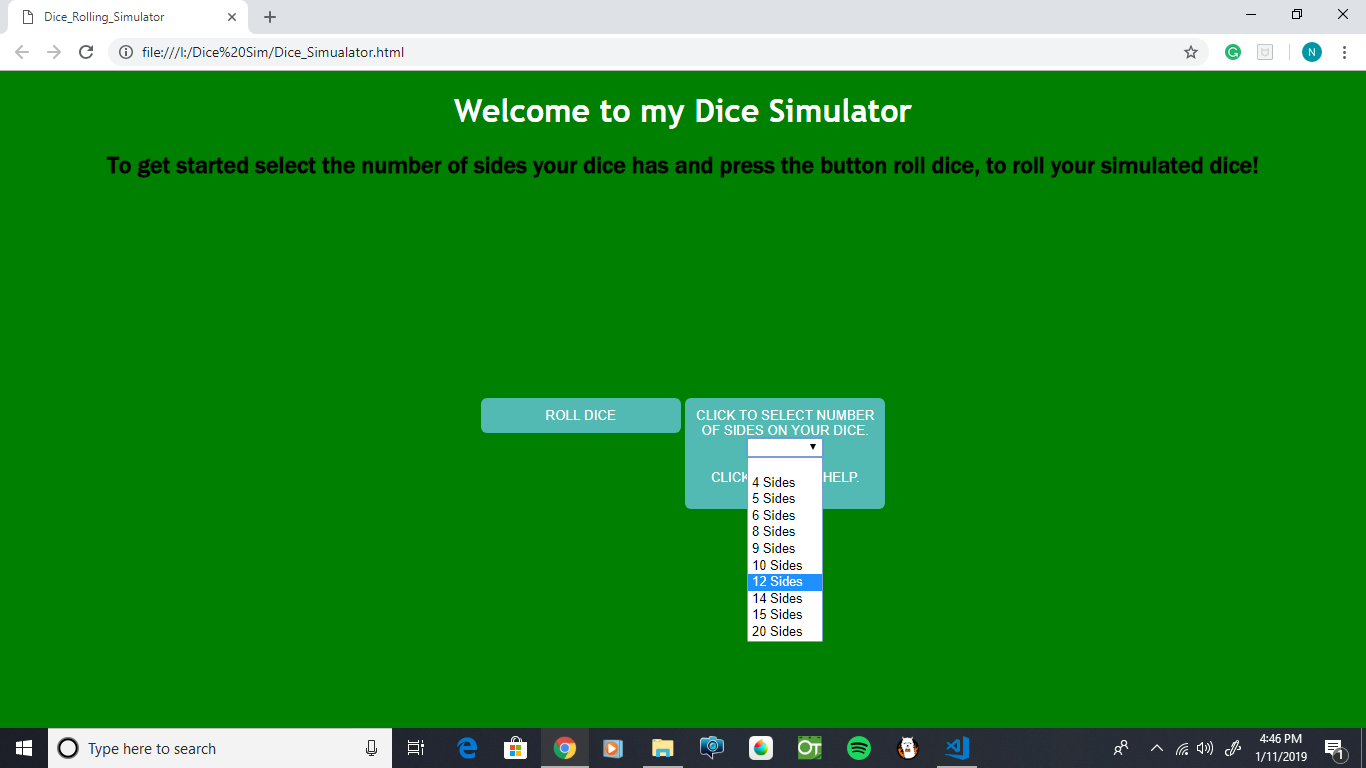 Dice_Rolling_Simulator
file:///I:/Dice%20Sim/Dice_Simualator.html
N
Welcome to my Dice Simulator
To get started select the number of sides your dice has and press the button roll dice, to roll your simulated dice!
ROLL DICE
CLICK TO SELECT NUMBER
OF SIDES ON YOUR DICE.
CLICK HELP.
4 Sides
5 Sides
6 Sides
8 Sides
9 Sides
10 Sides
12 Sides
14 Sides
15 Sides
20 Sides
Type here to search
OT
4:46 PM
1/11/2019
1